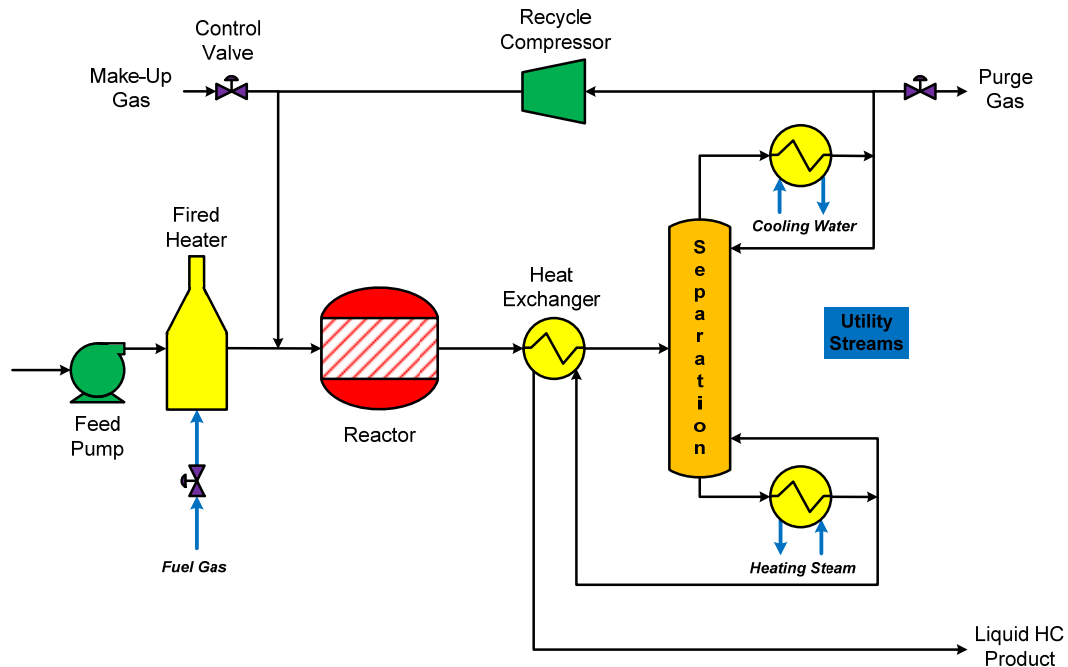 Control
Valve
Recycle
Compressor
Make-Up
Gas
Purge
Gas
Cooling Water
Fired
Heater
Heat
Exchanger
Separation
Utility
Streams
Feed
Pump
Reactor
Fuel Gas
Heating Steam
Liquid HC
Product